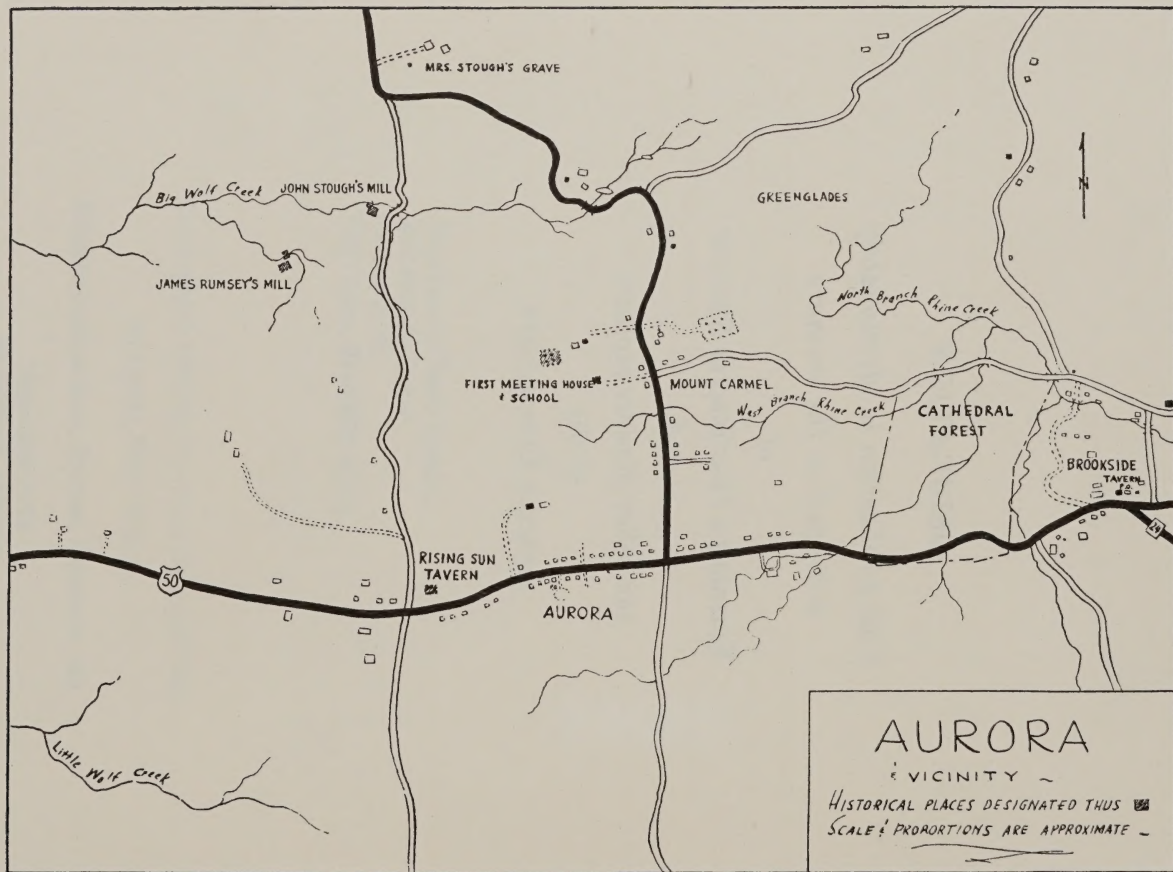 MRS. STOUGH'S GRAVE
Big Wolf Creek
JOHN STOUGH'S MILL
GREENGLADES
N
JAMES RUMSEY'S MILL
North Branch Rhine Creek
FIRST MEETING HOUSE
& SCHOOL
MOUNT CARMEL
West Branch Rhine Creek
CATHEDRAL
FOREST
BROOKSIDE
TAVERN
P.O.
24
50
RISING SUN
TAVERN
AURORA
Little Wolf Creek
AURORA
& VICINITY ~
HISTORICAL PLACES DESIGNATED THUS
SCALE & PROPORTIONS ARE APPROXIMATE ~